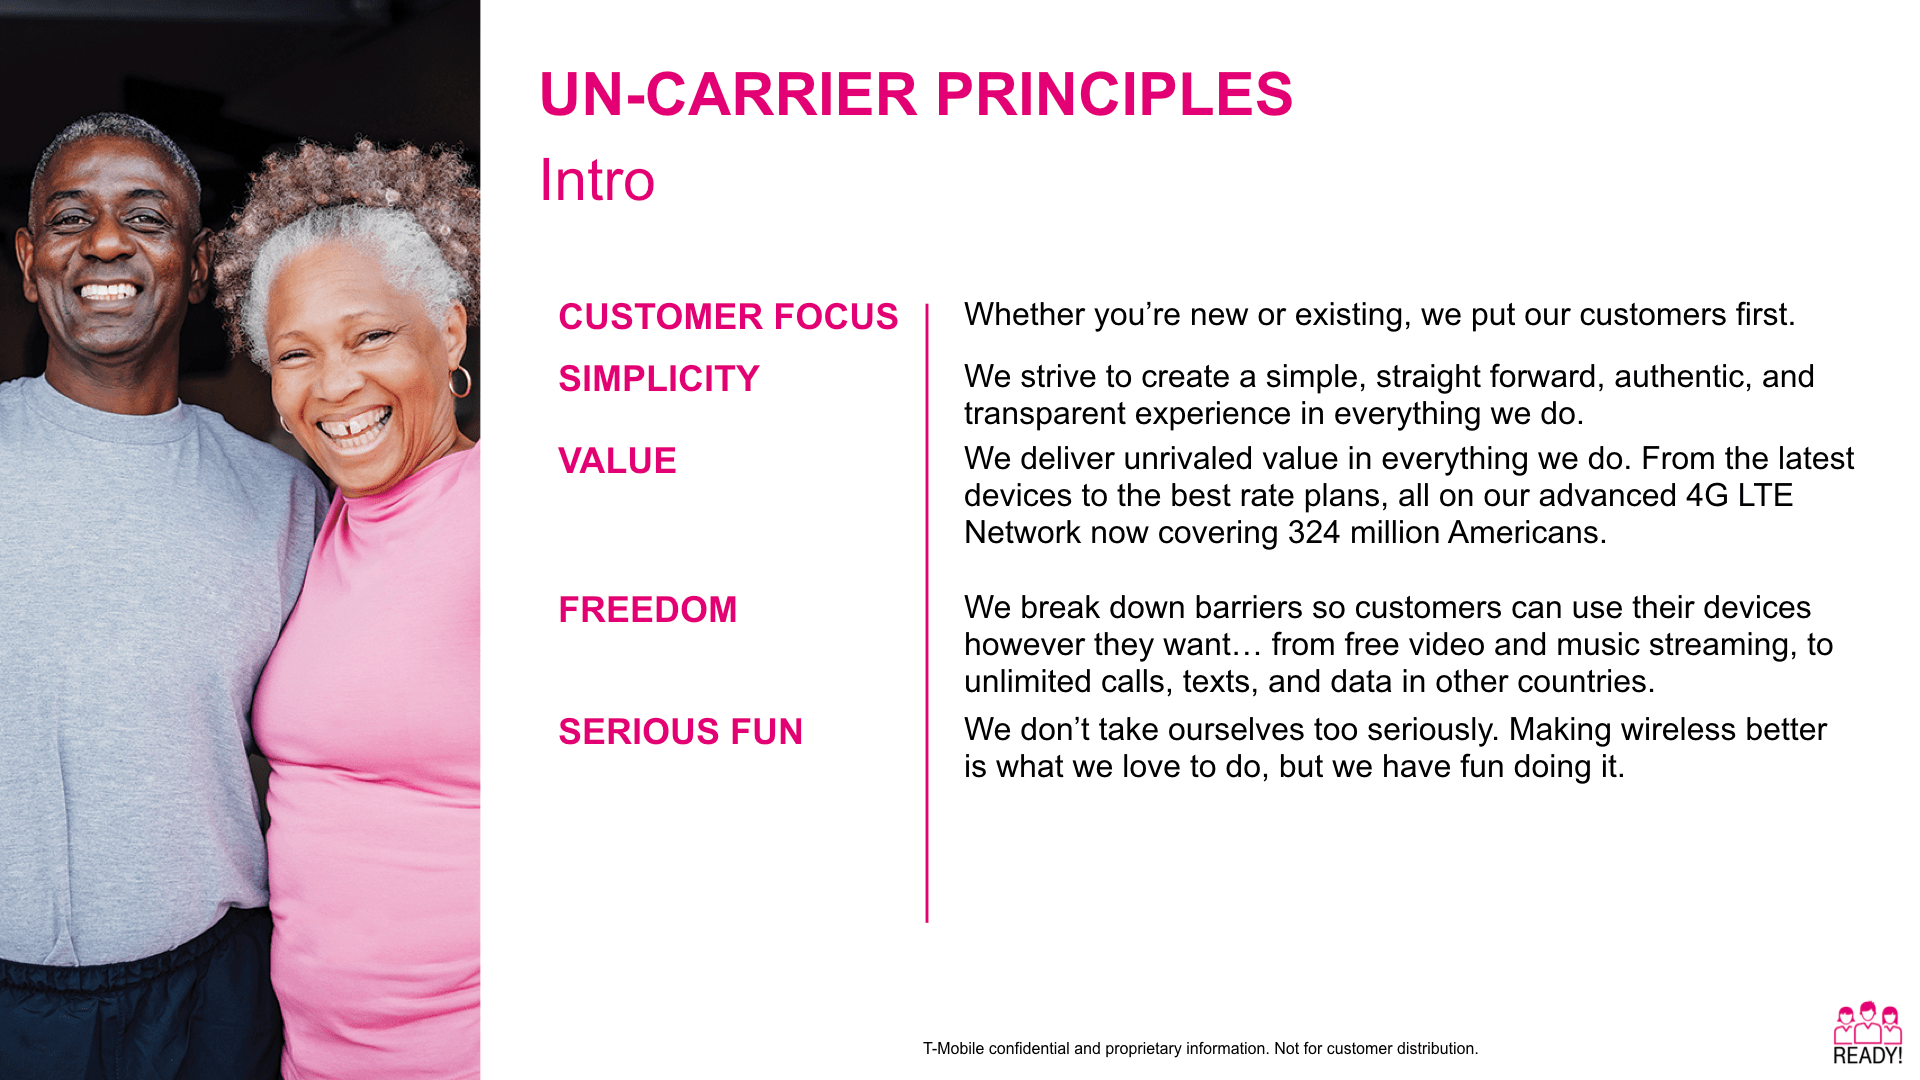 UN-CARRIER PRINCIPLES
Intro
CUSTOMER FOCUS
Whether you’re new or existing, we put our customers first.
SIMPLICITY
We strive to create a simple, straight forward, authentic, and
transparent experience in everything we do.
VALUE
We deliver unrivaled value in everything we do. From the latest
devices to the best rate plans, all on our advanced 4G LTE
Network now covering 324 million Americans.
FREEDOM
We break down barriers so customers can use their devices
however they want… from free video and music streaming, to
unlimited calls, texts, and data in other countries.
SERIOUS FUN
We don’t take ourselves too seriously. Making wireless better
is what we love to do, but we have fun doing it.
T-Mobile confidential and proprietary information. Not for customer distribution.
READY!